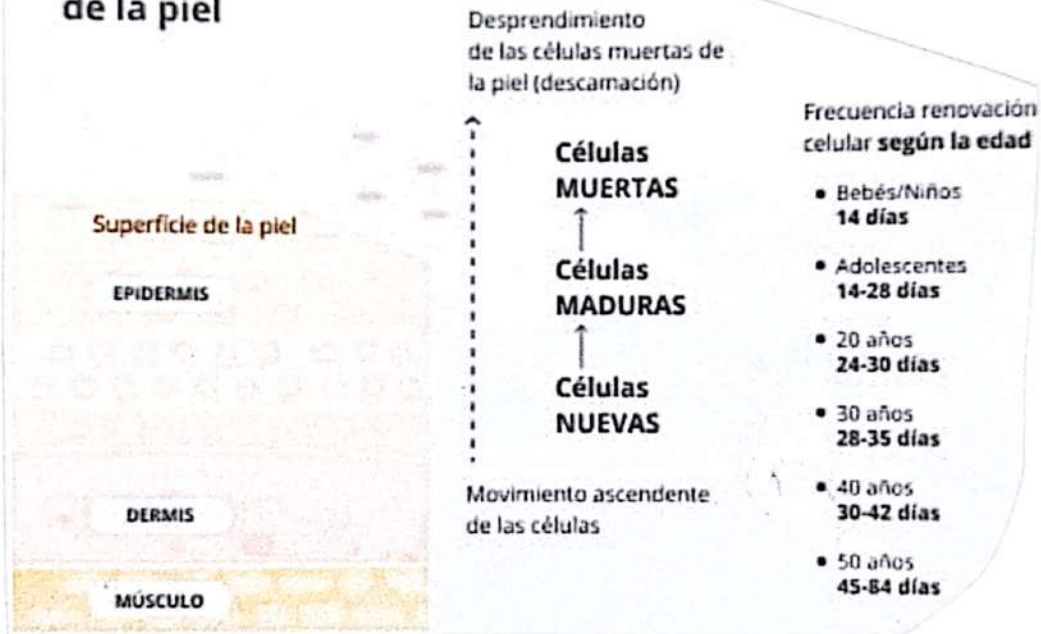 de la piel
Desprendimiento
de las células muertas de
la piel (descamación)
Células
MUERTAS
Células
MADURAS
Células
NUEVAS
Movimiento ascendente
de las células
Superficie de la piel
EPIDERMIS
DERMIS
MÚSCULO
Frecuencia renovación
celular según la edad
• Bebés/Niños
14 días
• Adolescentes
14-28 días
• 20 años
24-30 días
• 30 años
28-35 días
• 40 años
30-42 días
• 50 años
45-84 días